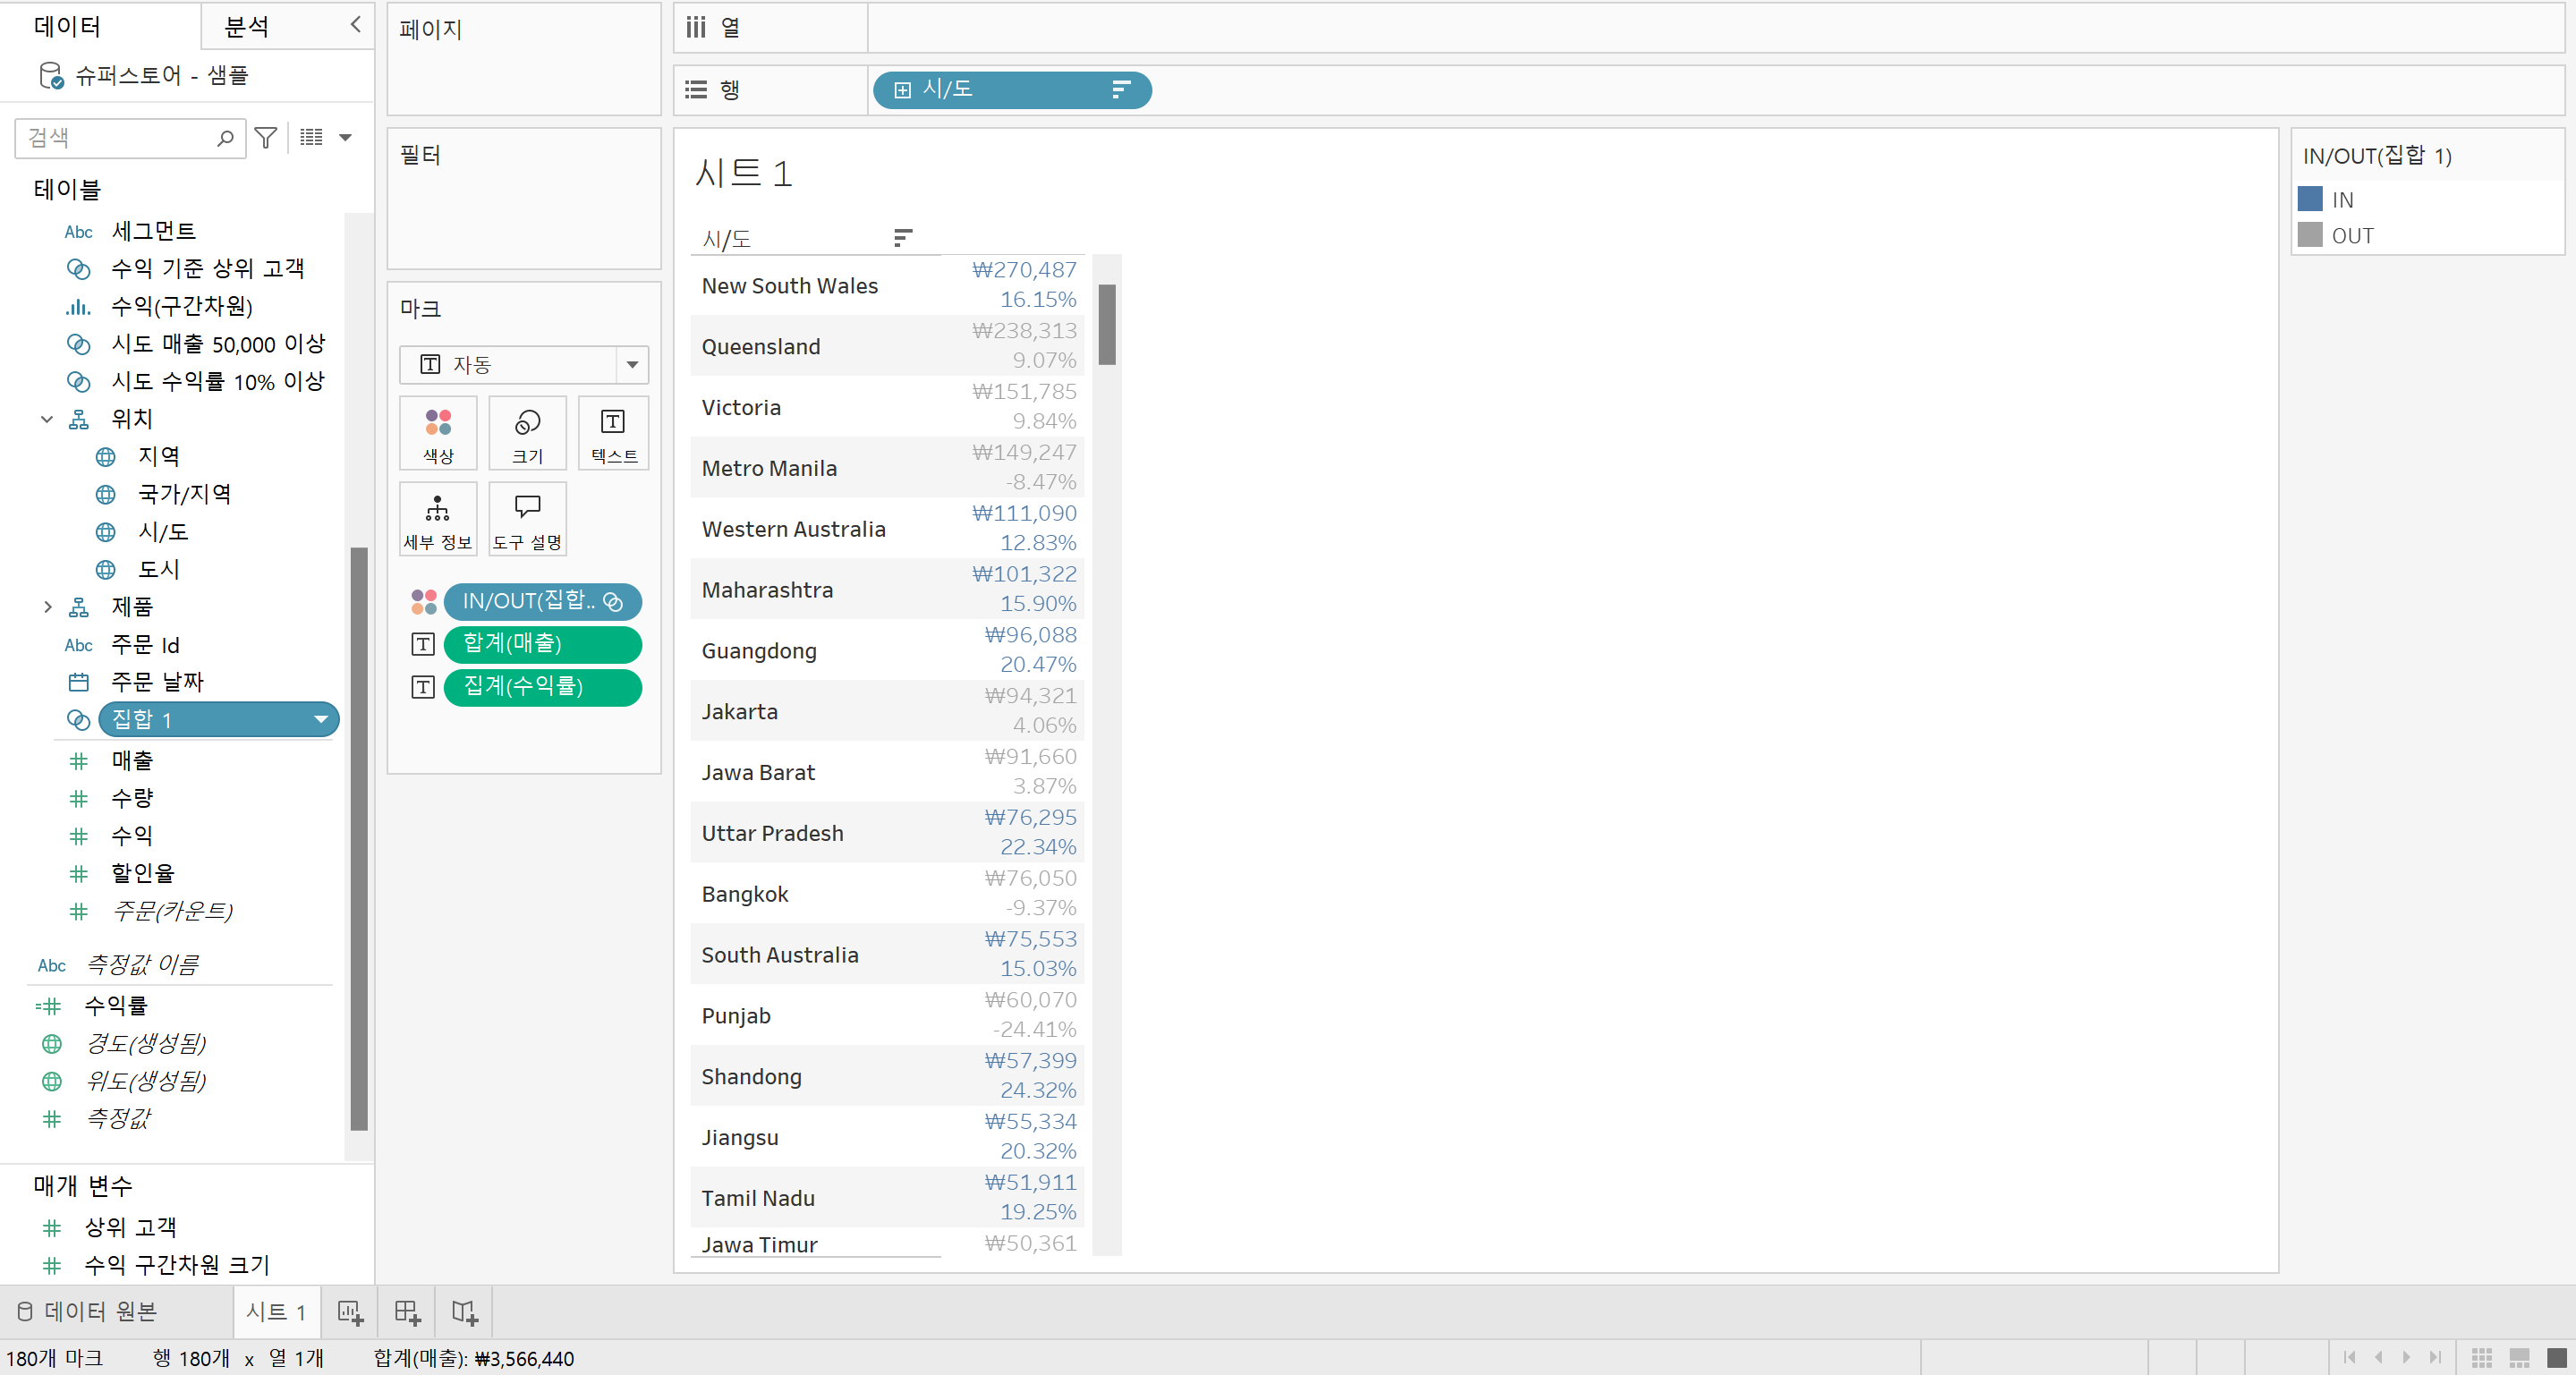 데이터
분석
슈퍼스토어 - 샘플
검색
테이블
Abc 세그먼트
수익 기준 상위 고객
수익(구간차원)
시도 매출 50,000 이상
시도 수익률 10% 이상
위치
지역
국가/지역
시/도
도시
제품
Abc 주문 Id
주문 날짜
집합 1
매출
수량
수익
할인율
주문(카운트)
Abc 측정값 이름
수익률
경도(생성됨)
위도(생성됨)
측정값
매개 변수
상위 고객
수익 구간차원 크기
페이지
필터
마크
자동
색상
크기
텍스트
세부 정보
도구 설명
IN/OUT(집합..
합계(매출)
집계(수익률)
열
행
시/도
시트 1
시/도
New South Wales ₩270,487
16.15%
Queensland ₩238,313
9.07%
Victoria ₩151,785
9.84%
Metro Manila ₩149,247
-8.47%
Western Australia ₩111,090
12.83%
Maharashtra ₩101,322
15.90%
Guangdong ₩96,088
20.47%
Jakarta ₩94,321
4.06%
Jawa Barat ₩91,660
3.87%
Uttar Pradesh ₩76,295
22.34%
Bangkok ₩76,050
-9.37%
South Australia ₩75,553
15.03%
Punjab ₩60,070
-24.41%
Shandong ₩57,399
24.32%
Jiangsu ₩55,334
20.32%
Tamil Nadu ₩51,911
19.25%
Jawa Timur ₩50,361
IN/OUT(집합 1)
IN
OUT
데이터 원본
시트 1
180개 마크 행 180개 x 열 1개 합계(매출): ₩3,566,440